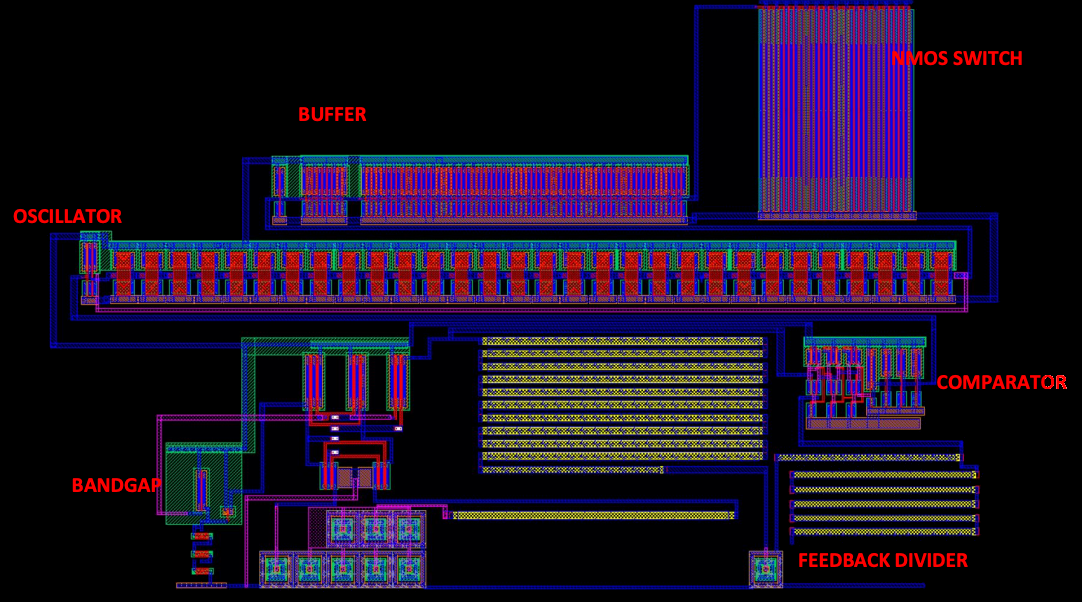 NMOS SWITCH
BUFFER
OSCILLATOR
COMPARATOR
BANDGAP
FEEDBACK DIVIDER